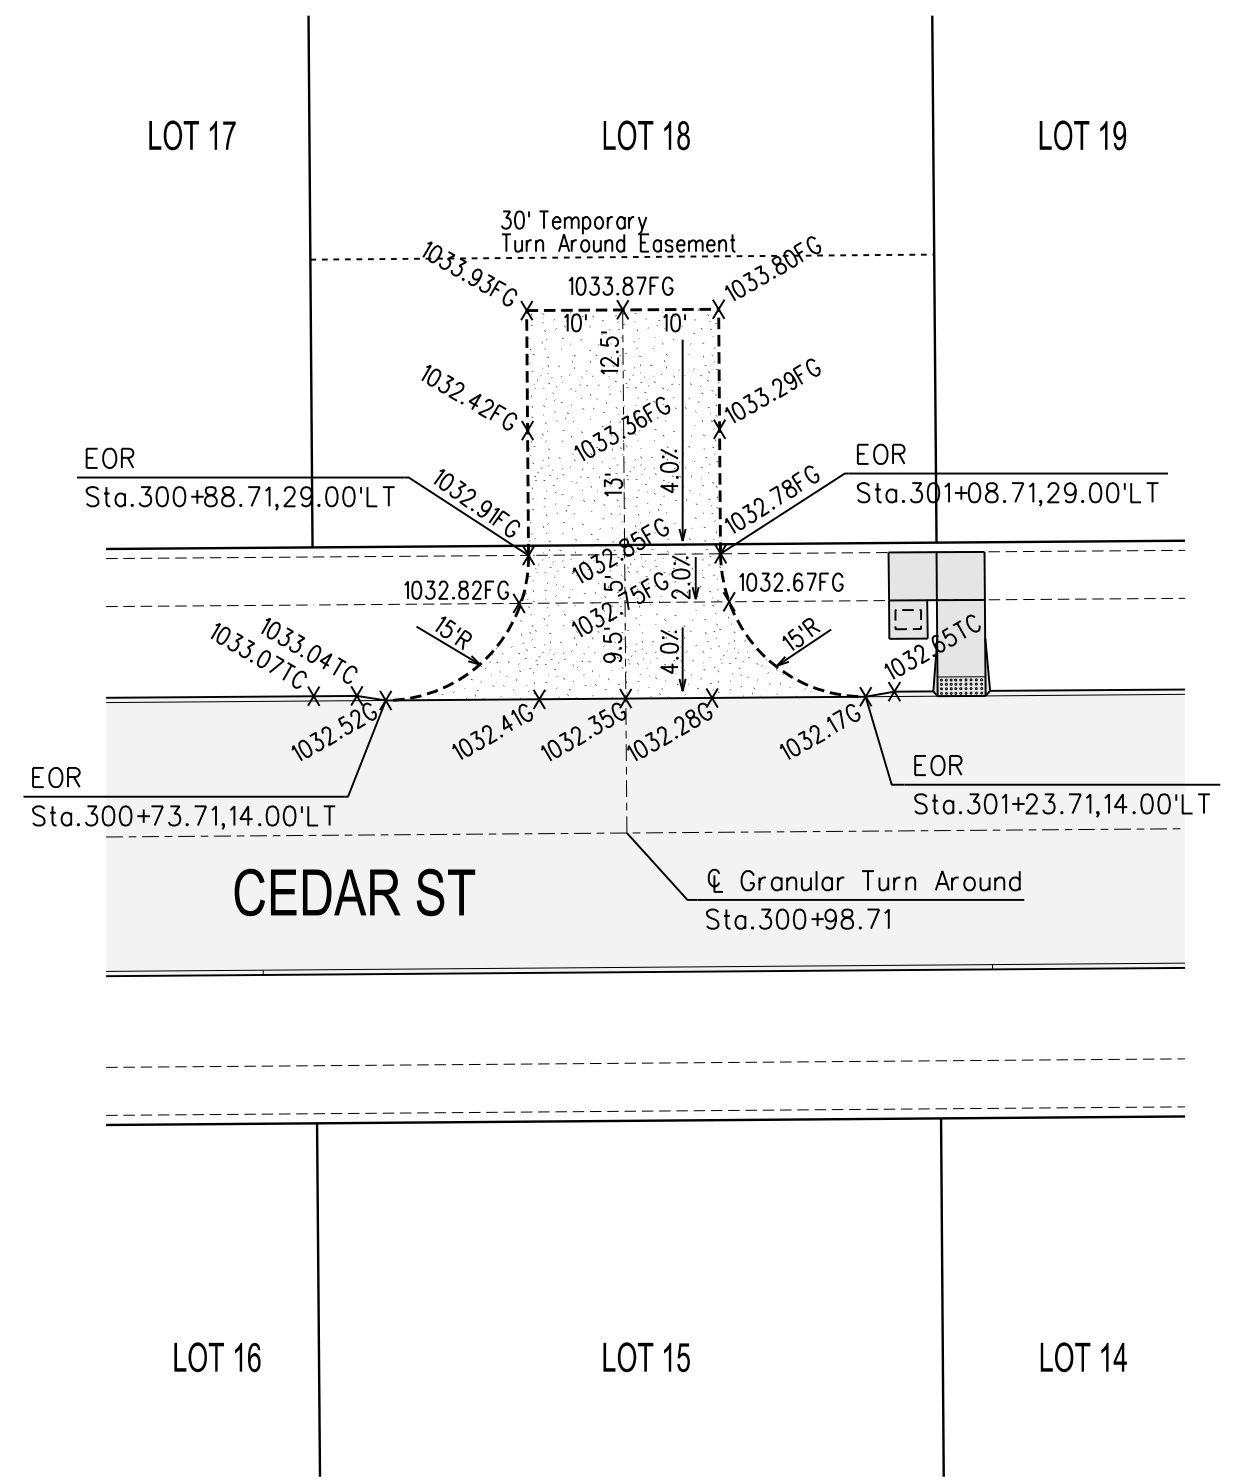 LOT 17
LOT 18
LOT 19
30' Temporary
Turn Around Easement
1033.93FG
1033.87FG
1033.80FG
10'
10'
12.5'
1032.42FG
1033.36FG
1033.29FG
4.0%
13'
EOR
Sta.300+88.71,29.00'LT
1032.91FG
1032.78FG
EOR
Sta.301+08.71,29.00'LT
1032.85FG
2.0%
5'
1032.82FG
1032.75FG
1032.67FG
15'R
9.5'
4.0%
15'R
1033.07TC
1033.04TC
1032.65TC
1032.52G
1032.41G
1032.35G
1032.28G
1032.17G
EOR
Sta.300+73.71,14.00'LT
EOR
Sta.301+23.71,14.00'LT
CEDAR ST
℄ Granular Turn Around
Sta.300+98.71
LOT 16
LOT 15
LOT 14